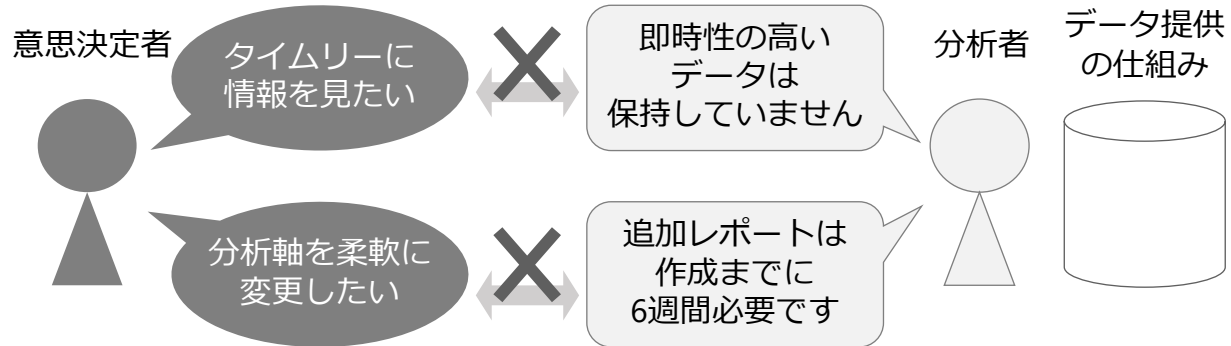 意思決定者
タイムリーに
情報を見たい
即時性の高い
データは
保持していません
分析者
データ提供
の仕組み
分析軸を柔軟に
変更したい
追加レポートは
作成までに
6週間必要です